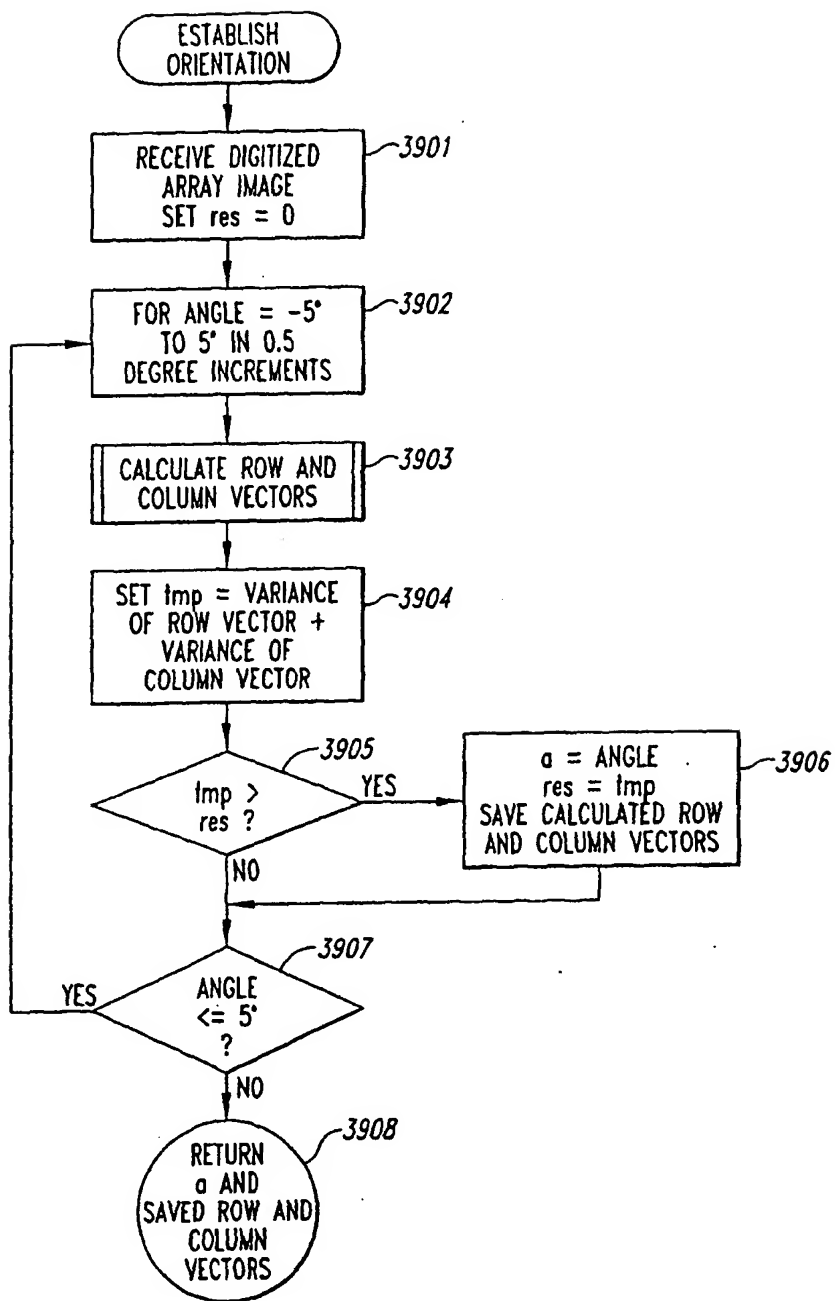 ESTABLISH
ORIENTATION
RECEIVE DIGITIZED
ARRAY IMAGE
SET res = 0
3901
FOR ANGLE = -5°
TO 5° IN 0.5
DEGREE INCREMENTS
3902
CALCULATE ROW AND
COLUMN VECTORS
3903
SET tmp = VARIANCE
OF ROW VECTOR +
VARIANCE OF
COLUMN VECTOR
3904
tmp >
res ?
3905
YES
NO
a = ANGLE
res = tmp
SAVE CALCULATED ROW
AND COLUMN VECTORS
3906
ANGLE
<= 5°
?
3907
YES
NO
RETURN
a AND
SAVED ROW AND
COLUMN
VECTORS
3908